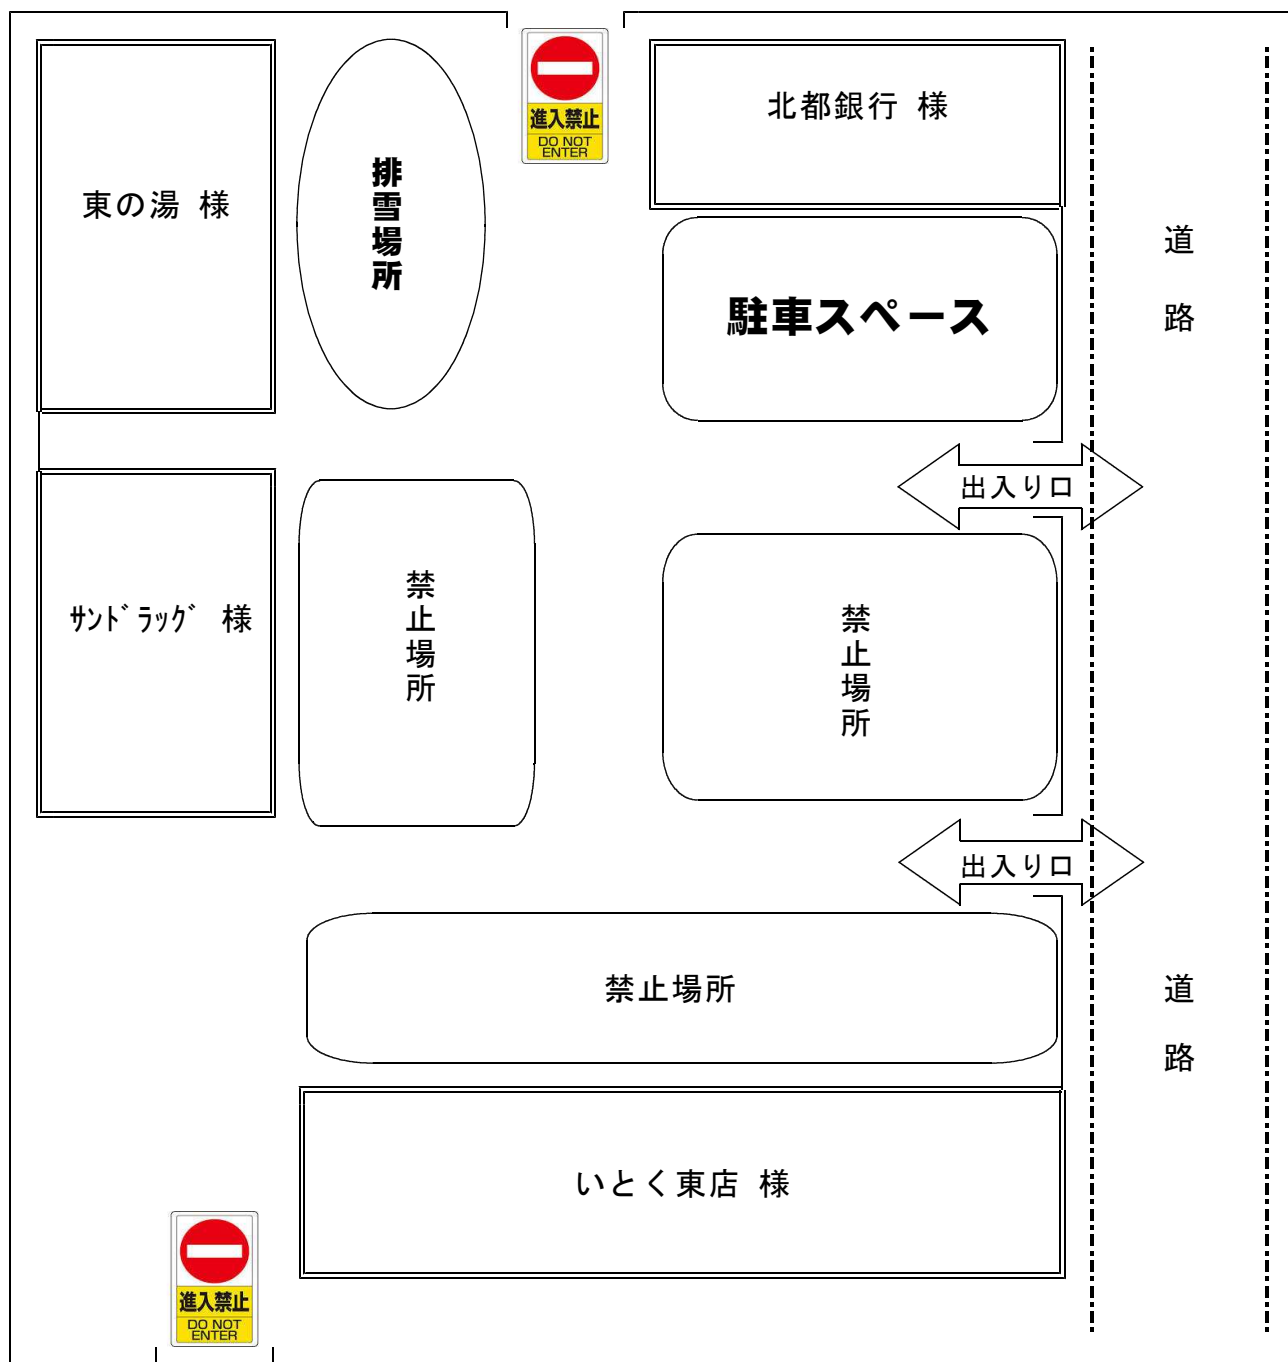 進入禁止
DO NOT
ENTER
北都銀行 様
東の湯 様
排雪場所
駐車スペース
道路
出入り口
サンドラッグ 様
禁止場所
禁止場所
出入り口
禁止場所
道路
いとく東店 様
進入禁止
DO NOT
ENTER